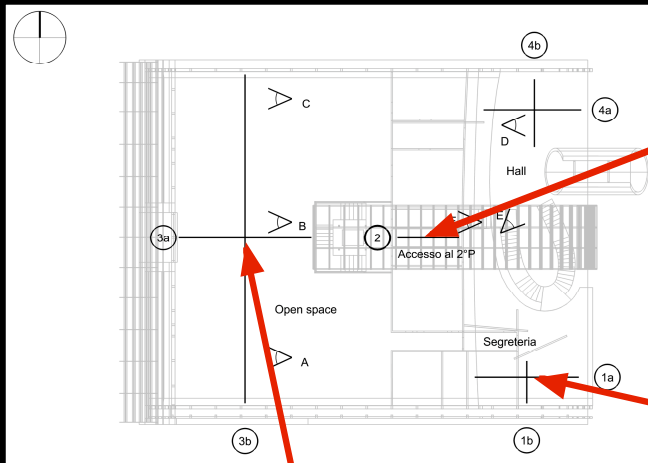 4b
C
4a
D
Hall
B
E
3a
2
Accesso al 2°P
Open space
Segreteria
A
1a
3b
1b